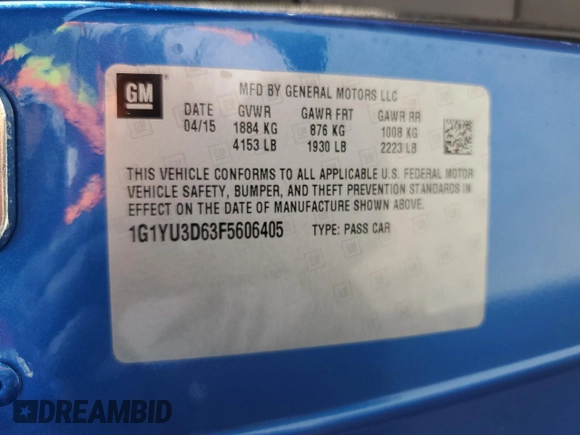 GM
MFD BY GENERAL MOTORS LLC
DATE GVWR GAWR FRT GAWR RR
04/15 1884 KG 876 KG 1008 KG
4153 LB 1930 LB 2223 LB
THIS VEHICLE CONFORMS TO ALL APPLICABLE U.S. FEDERAL MOTOR
VEHICLE SAFETY, BUMPER, AND THEFT PREVENTION STANDARDS IN
EFFECT ON THE DATE OF MANUFACTURE SHOWN ABOVE.
1G1YU3D63F5606405 TYPE: PASS CAR
DREAMBID